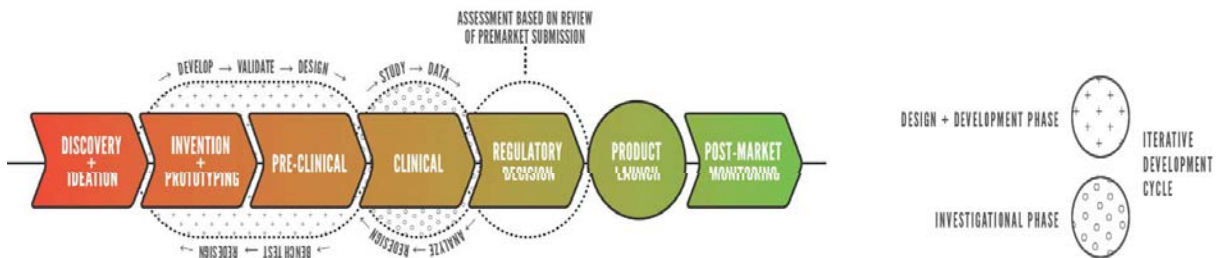 ASSESSMENT BASED ON REVIEW
OF PREMARKET SUBMISSION
→ DEVELOP → VALIDATE → DESIGN →
→ STUDY → DATA →
DISCOVERY
+
IDEATION
INVENTION
+
PROTOTYPING
PRE-CLINICAL
CLINICAL
REGULATORY
DECISION
PRODUCT
LAUNCH
POST-MARKET
MONITORING
← REDESIGN ← BENCH TEST ←
← REDESIGN ← ANALYZE ←
DESIGN + DEVELOPMENT PHASE
INVESTIGATIONAL PHASE
ITERATIVE
DEVELOPMENT
CYCLE